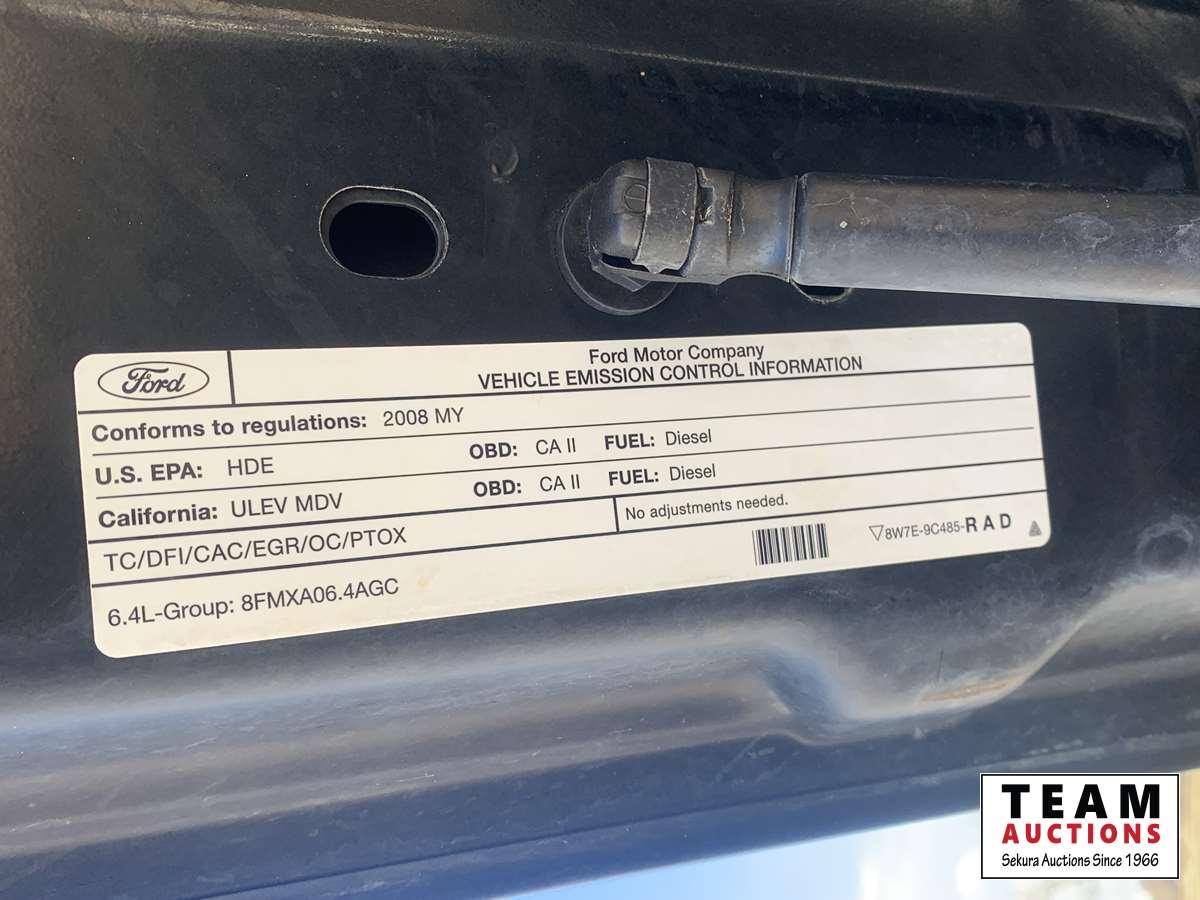 Ford
Ford Motor Company
VEHICLE EMISSION CONTROL INFORMATION
Conforms to regulations: 2008 MY
U.S. EPA: HDE OBD: CA II FUEL: Diesel
California: ULEV MDV OBD: CA II FUEL: Diesel
TC/DFI/CAC/EGR/OC/PTOX No adjustments needed.
6.4L-Group: 8FMXA06.4AGC 8W7E-9C485-R A D
TEAM
AUCTIONS
Sekura Auctions Since 1966